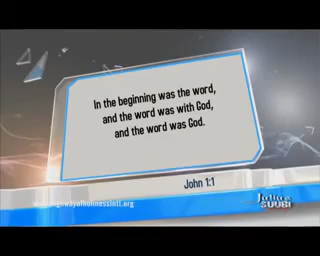 In the beginning was the word,
and the word was with God,
and the word was God.
John 1:1
SUUBI